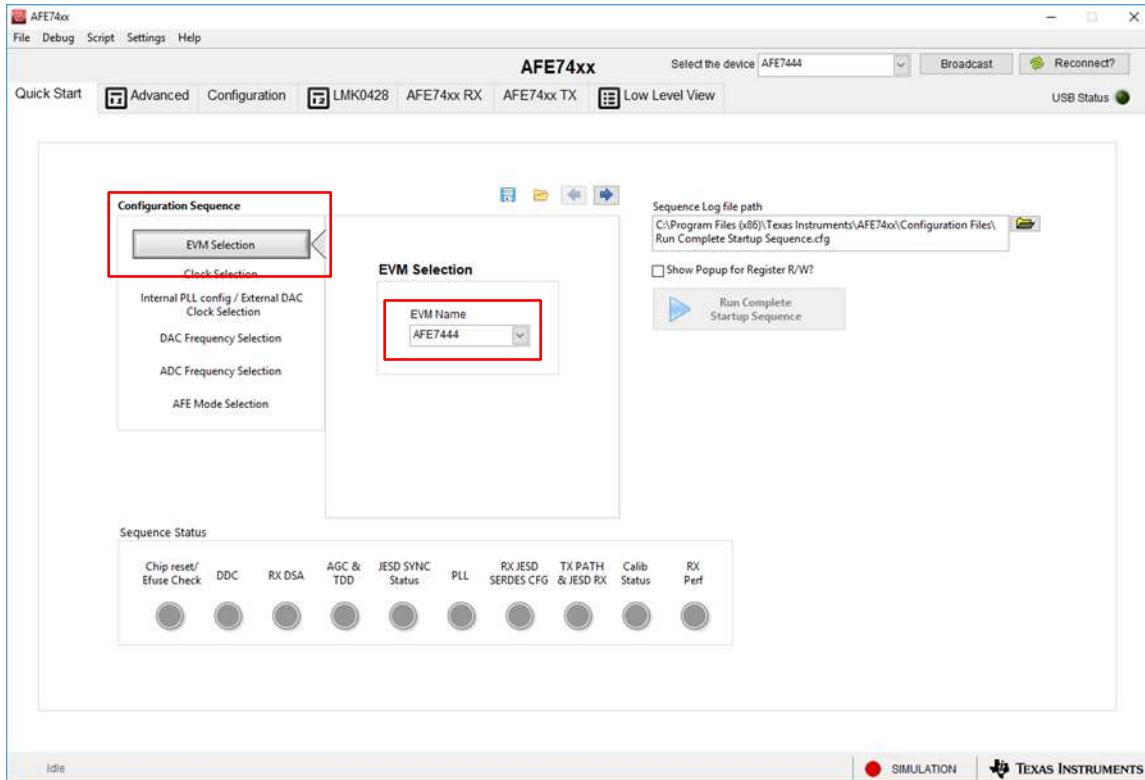 AFE74xx
File Debug Script Settings Help
AFE74xx
Select the device AFE7444
Broadcast
Reconnect?
Quick Start
Advanced
Configuration
LMK0428
AFE74xx RX
AFE74xx TX
Low Level View
USB Status
Configuration Sequence
EVM Selection
Clock Selection
Internal PLL config / External DAC
Clock Selection
DAC Frequency Selection
ADC Frequency Selection
AFE Mode Selection
EVM Selection
EVM Name
AFE7444
Sequence Log file path
C:\Program Files (x86)\Texas Instruments\AFE74xx\Configuration Files\
Run Complete Startup Sequence.cfg
Show Popup for Register R/W?
Run Complete
Startup Sequence
Sequence Status
Chip reset/
Efuse Check
DDC
RX DSA
AGC &
TDD
JESD SYNC
Status
PLL
RX JESD
SERDES CFG
TX PATH
& JESD RX
Calib
Status
RX
Perf
Idle
SIMULATION
TEXAS INSTRUMENTS